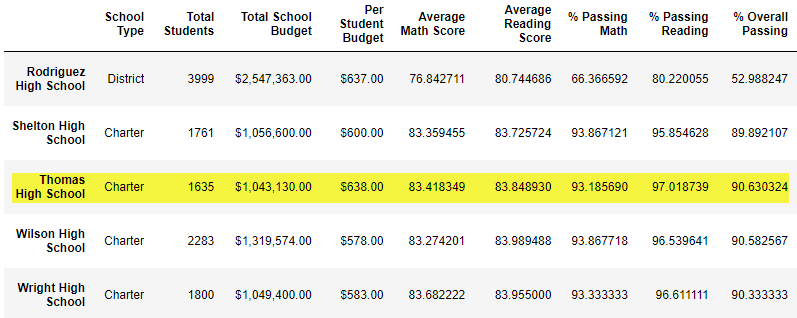 School Type Total Students Total School Budget Per Student Budget Average Math Score Average Reading Score % Passing Math % Passing Reading % Overall Passing
Rodriguez High School District 3999 $2,547,363.00 $637.00 76.842711 80.744686 66.366592 80.220055 52.988247
Shelton High School Charter 1761 $1,056,600.00 $600.00 83.359455 83.725724 93.867121 95.854628 89.892107
Thomas High School Charter 1635 $1,043,130.00 $638.00 83.418349 83.848930 93.185690 97.018739 90.630324
Wilson High School Charter 2283 $1,319,574.00 $578.00 83.274201 83.989488 93.867718 96.539641 90.582567
Wright High School Charter 1800 $1,049,400.00 $583.00 83.682222 83.955000 93.333333 96.611111 90.333333